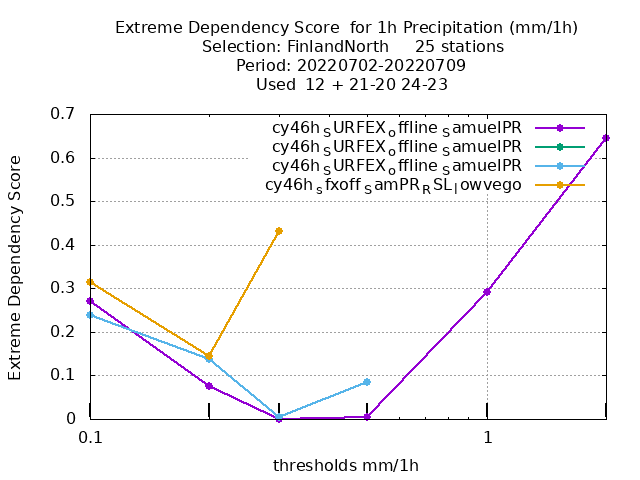 Extreme Dependency Score  for 1h Precipitation (mm/1h)
Selection: FinlandNorth     25 stations
Period: 20220702-20220709
Used  12 + 21-20 24-23
cy46h_SURFEX_offline_SamuelPR
cy46h_SURFEX_offline_SamuelPR
cy46h_SURFEX_offline_SamuelPR
cy46h_sfxoff_SamPR_RSL_lowvego
0.7
0.6
0.5
0.4
0.3
0.2
0.1
0
Extreme Dependency Score
0.1
1
thresholds mm/1h